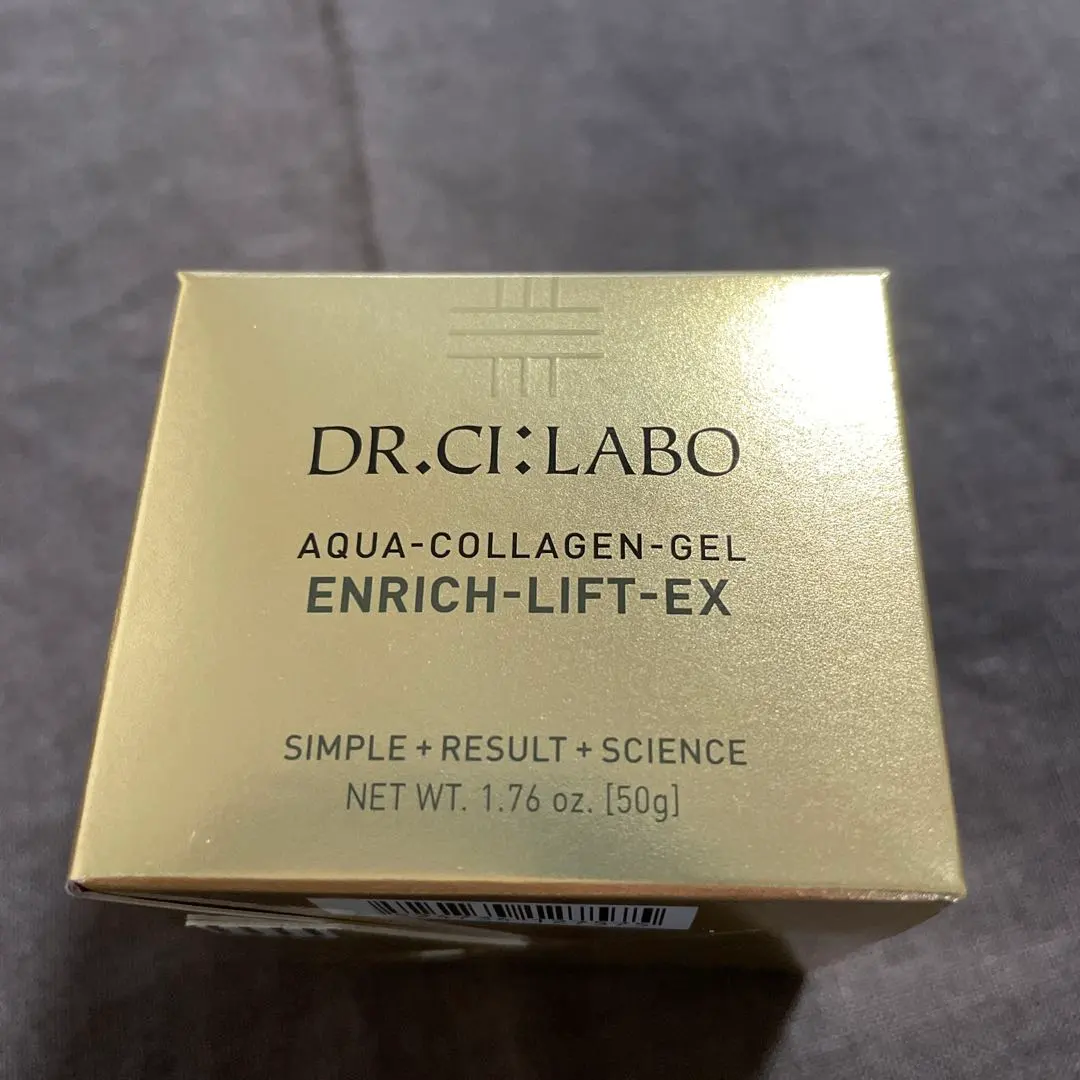 DR.CI:LABO
AQUA-COLLAGEN-GEL
ENRICH-LIFT-EX
SIMPLE + RESULT + SCIENCE
NET WT. 1.76 oz. [50g]